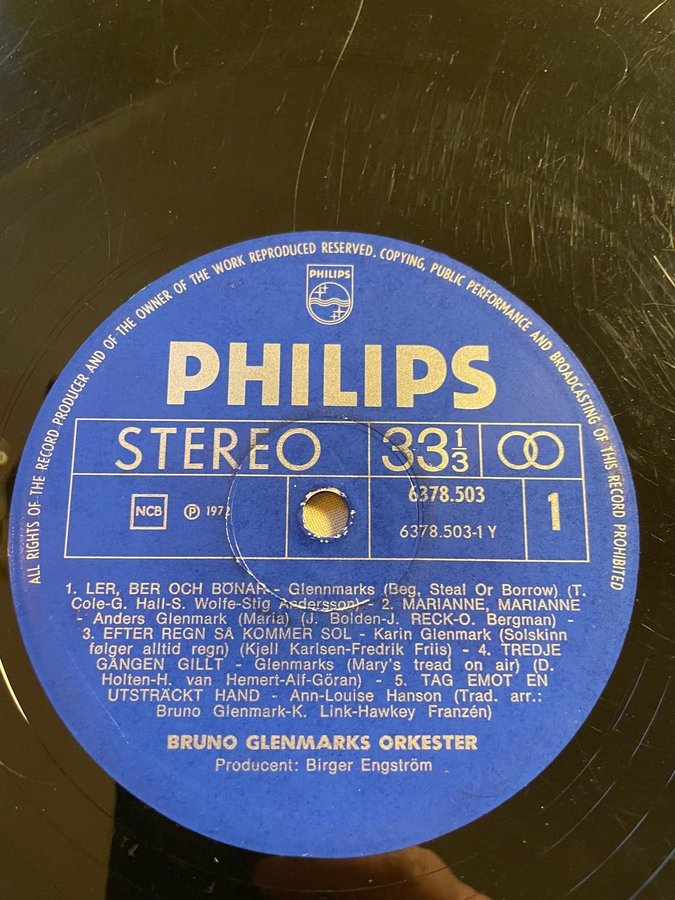 ALL RIGHTS OF THE RECORD PRODUCER AND OF THE OWNER OF THE WORK REPRODUCED RESERVED. COPYING, PUBLIC PERFORMANCE AND BROADCASTING OF THIS RECORD PROHIBITED
PHILIPS
PHILIPS
STEREO 33 1/3
NCB Ⓟ 1972 6378.503 1
6378.503-1 Y
1. LER, BER OCH BÖNAR - Glennmarks (Beg, Steal Or Borrow) (T.
Cole-G. Hall-S. Wolfe-Stig Andersson) - 2. MARIANNE, MARIANNE
- Anders Glenmark (Maria) (J. Bolden-J. RECK-O. Bergman) -
3. EFTER REGN SÅ KOMMER SOL - Karin Glenmark (Solskinn
følger alltid regn) (Kjell Karlsen-Fredrik Friis) - 4. TREDJE
GÅNGEN GILLT - Glenmarks (Mary's tread on air) (D.
Holten-H. van Hemert-Alf-Göran) - 5. TAG EMOT EN
UTSTRÄCKT HAND - Ann-Louise Hanson (Trad. arr.:
Bruno Glenmark-K. Link-Hawkey Franzén)
BRUNO GLENMARKS ORKESTER
Producent: Birger Engström